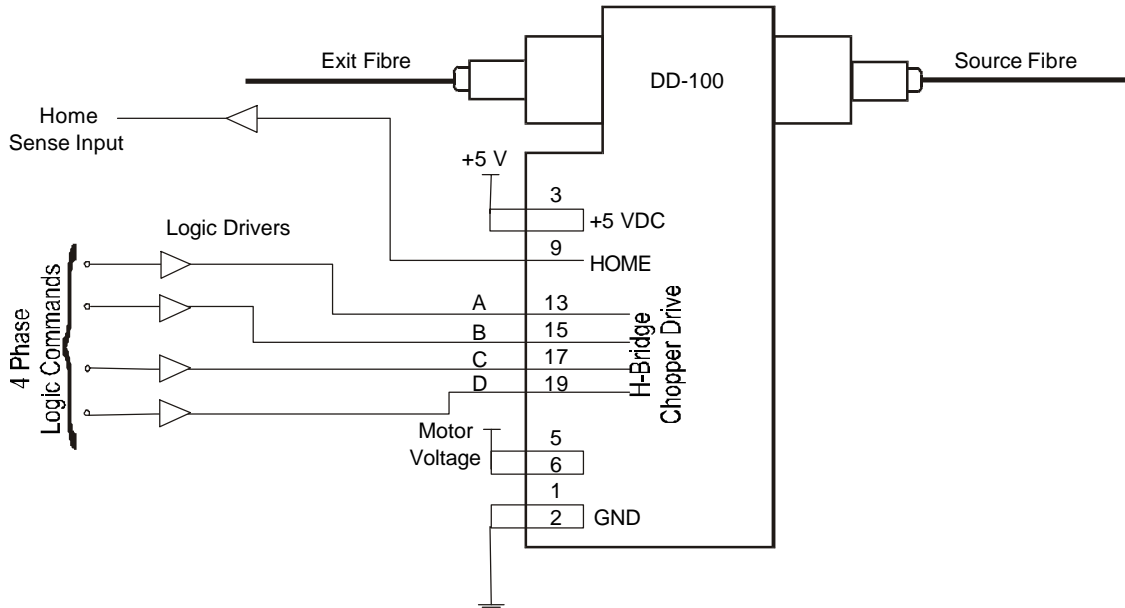 Exit Fibre
DD-100
Source Fibre
Home
Sense Input
+5 V
3
+5 VDC
9
HOME
Logic Drivers
4 Phase
Logic Commands
A
13
B
15
C
17
D
19
H-Bridge
Chopper Drive
Motor
Voltage
5
6
1
2
GND